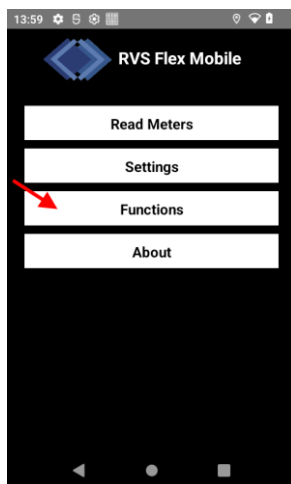 13:59
RVS Flex Mobile
Read Meters
Settings
Functions
About